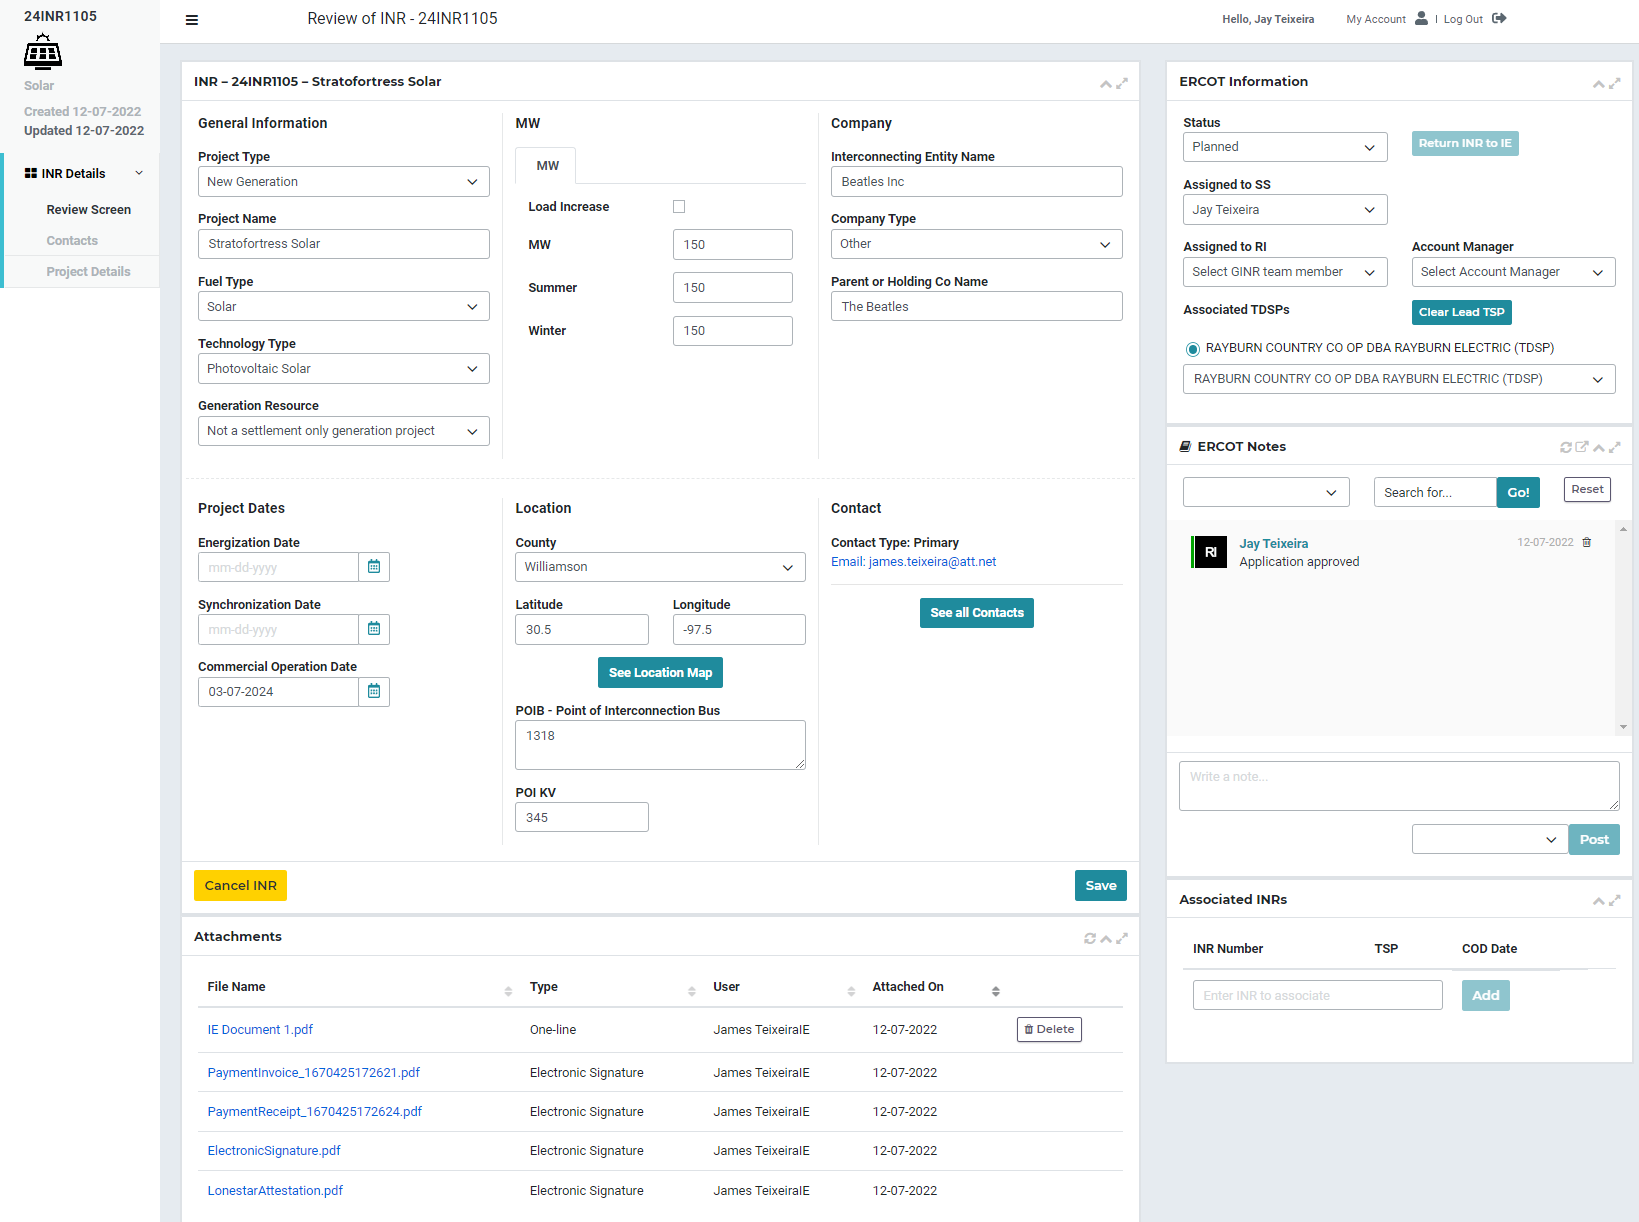 24INR1105
Solar
Created 12-07-2022
Updated 12-07-2022
INR Details
Review Screen
Contacts
Project Details
Review of INR - 24INR1105
Hello, Jay Teixeira My Account | Log Out
INR – 24INR1105 – Stratofortress Solar
General Information
Project Type
New Generation
Project Name
Stratofortress Solar
Fuel Type
Solar
Technology Type
Photovoltaic Solar
Generation Resource
Not a settlement only generation project
MW
MW
Load Increase
MW 150
Summer 150
Winter 150
Company
Interconnecting Entity Name
Beatles Inc
Company Type
Other
Parent or Holding Co Name
The Beatles
Project Dates
Energization Date
mm-dd-yyyy
Synchronization Date
mm-dd-yyyy
Commercial Operation Date
03-07-2024
Location
County
Williamson
Latitude Longitude
30.5 -97.5
See Location Map
POIB - Point of Interconnection Bus
1318
POI KV
345
Contact
Contact Type: Primary
Email: james.teixeira@att.net
See all Contacts
Cancel INR Save
Attachments
File Name Type User Attached On
IE Document 1.pdf One-line James TeixeiraIE 12-07-2022 Delete
PaymentInvoice_1670425172621.pdf Electronic Signature James TeixeiraIE 12-07-2022
PaymentReceipt_1670425172624.pdf Electronic Signature James TeixeiraIE 12-07-2022
ElectronicSignature.pdf Electronic Signature James TeixeiraIE 12-07-2022
LonestarAttestation.pdf Electronic Signature James TeixeiraIE 12-07-2022
ERCOT Information
Status
Planned Return INR to IE
Assigned to SS
Jay Teixeira
Assigned to RI Account Manager
Select GINR team member Select Account Manager
Associated TDSPs Clear Lead TSP
RAYBURN COUNTRY CO OP DBA RAYBURN ELECTRIC (TDSP)
RAYBURN COUNTRY CO OP DBA RAYBURN ELECTRIC (TDSP)
ERCOT Notes
Search for... Go! Reset
RI Jay Teixeira 12-07-2022
Application approved
Write a note...
Post
Associated INRs
INR Number TSP COD Date
Enter INR to associate Add